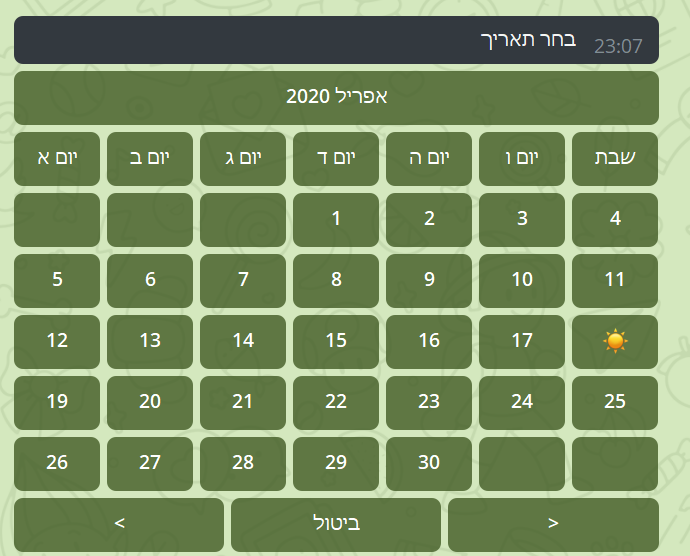 בחר תאריך 23:07
אפריל 2020
יום א יום ב יום ג יום ד יום ה יום ו שבת
1 2 3 4
5 6 7 8 9 10 11
12 13 14 15 16 17 ☀️
19 20 21 22 23 24 25
26 27 28 29 30
> ביטול <